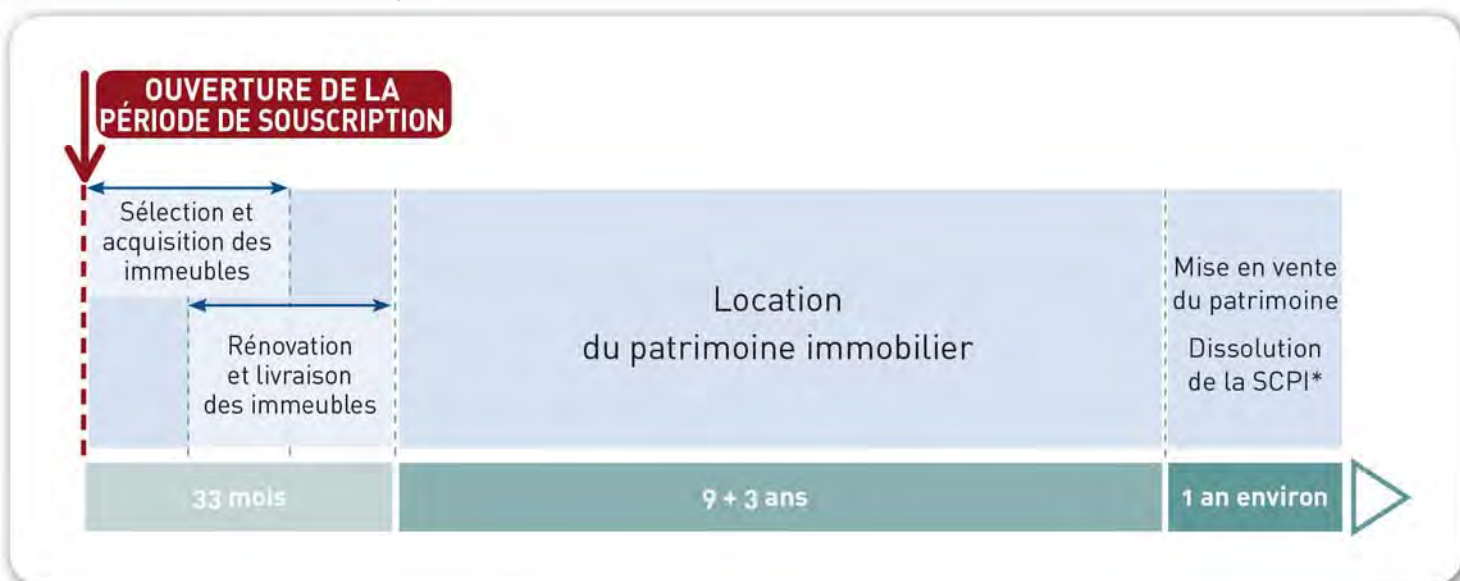 OUVERTURE DE LA
PÉRIODE DE SOUSCRIPTION
Sélection et
acquisition des
immeubles
Rénovation
et livraison
des immeubles
Location
du patrimoine immobilier
Mise en vente
du patrimoine
Dissolution
de la SCPI*
33 mois
9 + 3 ans
1 an environ